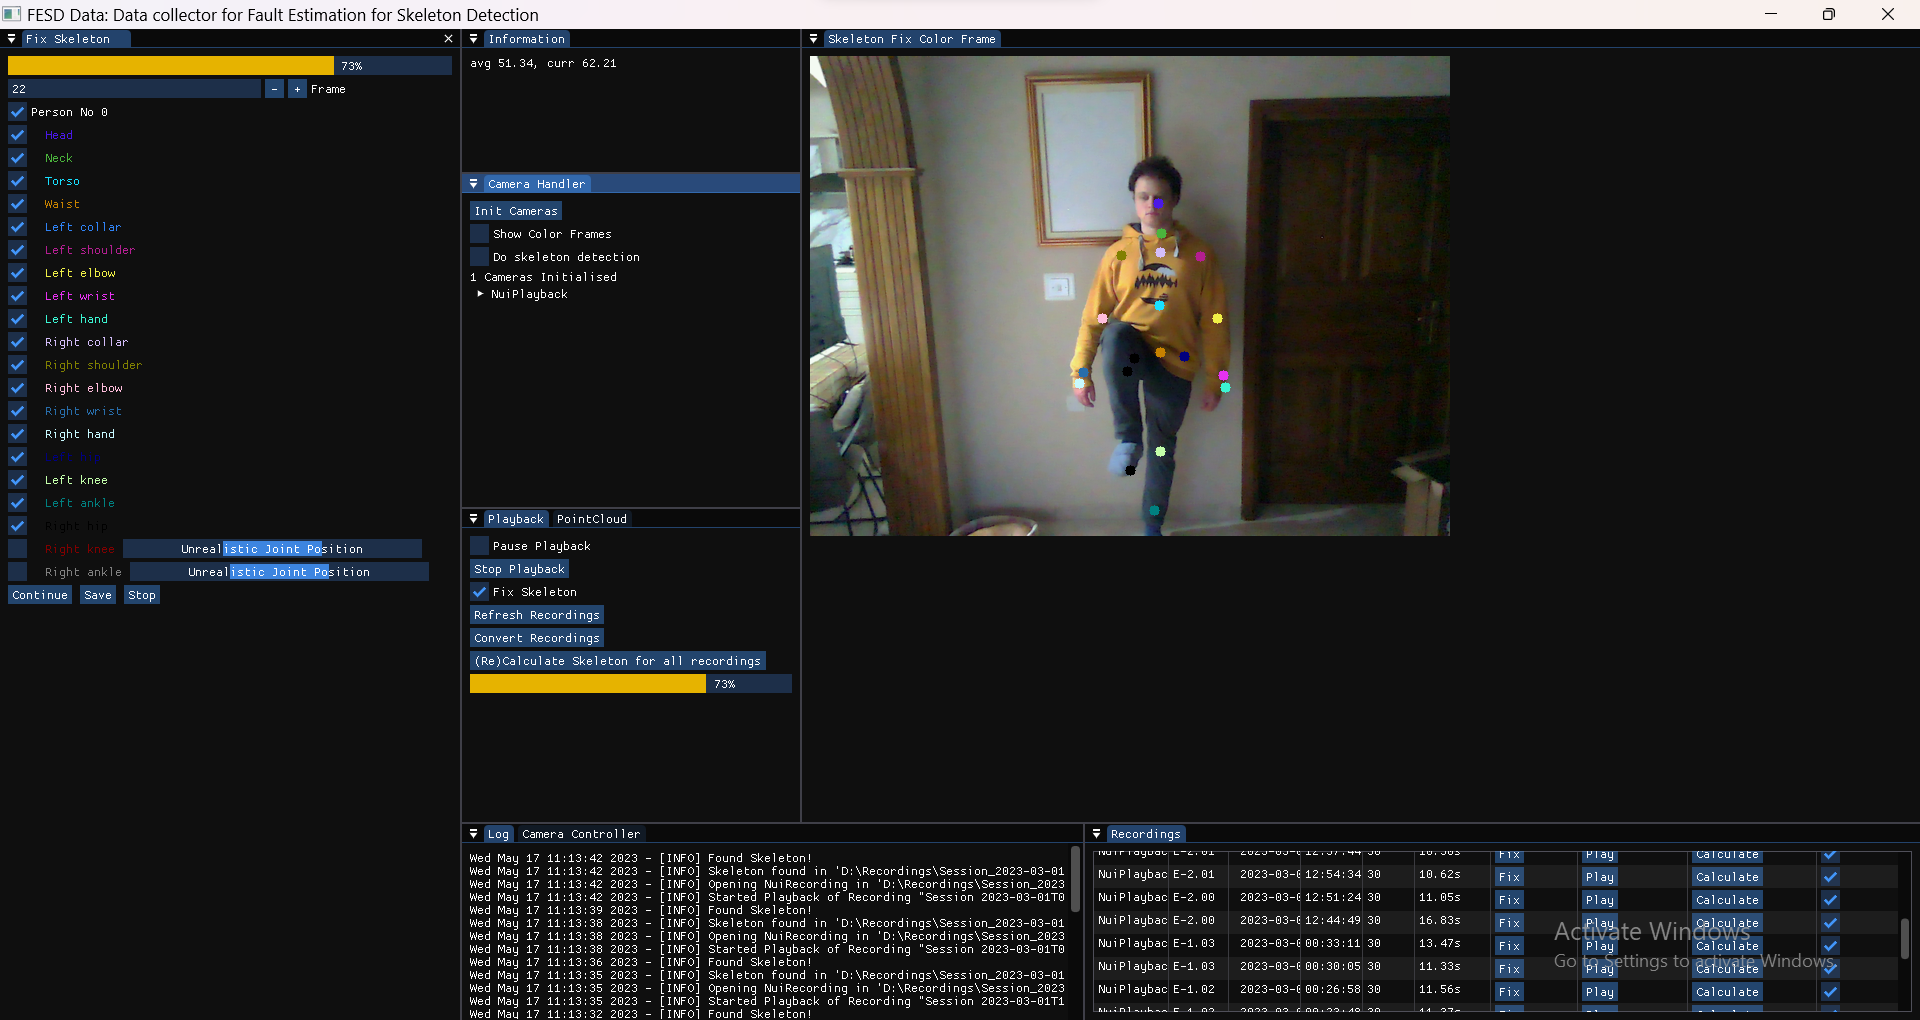 FESD Data: Data collector for Fault Estimation for Skeleton Detection
Fix Skeleton
73%
22 - + Frame
Person No 0
Head
Neck
Torso
Waist
Left collar
Left shoulder
Left elbow
Left wrist
Left hand
Right collar
Right shoulder
Right elbow
Right wrist
Right hand
Left knee
Left ankle
Right hip
Right knee Unrealistic Joint Position
Right ankle Unrealistic Joint Position
Continue Save Stop
Information
avg 51.34, curr 62.21
Camera Handler
Init Cameras
Show Color Frames
Do skeleton detection
1 Cameras Initialised
NuiPlayback
Playback PointCloud
Pause Playback
Stop Playback
Fix Skeleton
Refresh Recordings
Convert Recordings
(Re)Calculate Skeleton for all recordings
73%
Skeleton Fix Color Frame
Log Camera Controller
Wed May 17 11:13:42 2023 - [INFO] Found Skeleton!
Wed May 17 11:13:42 2023 - [INFO] Skeleton found in 'D:\Recordings\Session_2023-03-01
Wed May 17 11:13:42 2023 - [INFO] Opening NuiRecording in 'D:\Recordings\Session_2023
Wed May 17 11:13:42 2023 - [INFO] Started Playback of Recording "Session 2023-03-01T0
Wed May 17 11:13:39 2023 - [INFO] Found Skeleton!
Wed May 17 11:13:38 2023 - [INFO] Skeleton found in 'D:\Recordings\Session_2023-03-01
Wed May 17 11:13:38 2023 - [INFO] Opening NuiRecording in 'D:\Recordings\Session_2023
Wed May 17 11:13:38 2023 - [INFO] Started Playback of Recording "Session 2023-03-01T0
Wed May 17 11:13:36 2023 - [INFO] Found Skeleton!
Wed May 17 11:13:35 2023 - [INFO] Skeleton found in 'D:\Recordings\Session_2023-03-01
Wed May 17 11:13:35 2023 - [INFO] Opening NuiRecording in 'D:\Recordings\Session_2023
Wed May 17 11:13:35 2023 - [INFO] Started Playback of Recording "Session 2023-03-01T1
Wed May 17 11:13:32 2023 - [INFO] Found Skeleton!
Recordings
Fix Play Calculate
NuiPlaybac E-2.01 2023-03-0 12:54:34 30 10.62s Fix Play Calculate
NuiPlaybac E-2.00 2023-03-0 12:51:24 30 11.05s Fix Play Calculate
NuiPlaybac E-2.00 2023-03-0 12:44:49 30 16.83s Fix Play Calculate
NuiPlaybac E-1.03 2023-03-0 00:33:11 30 13.47s Fix Play Calculate
NuiPlaybac E-1.03 2023-03-0 00:30:05 30 11.33s Fix Play Calculate
NuiPlaybac E-1.02 2023-03-0 00:26:58 30 11.56s Fix Play Calculate
Activate Windows
Go to Settings to activate Windows.